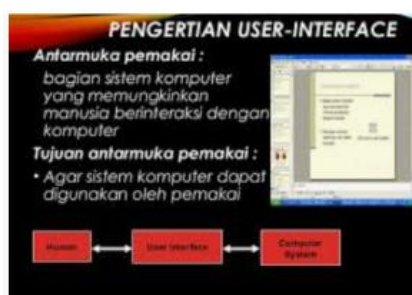 PENGERTIAN USER-INTERFACE
Antarmuka pemakai :
bagian sistem komputer
yang memungkinkan
manusia berinteraksi dengan
komputer
Tujuan antarmuka pemakai :
• Agar sistem komputer dapat
digunakan oleh pemakai
Human
User Interface
Computer
System